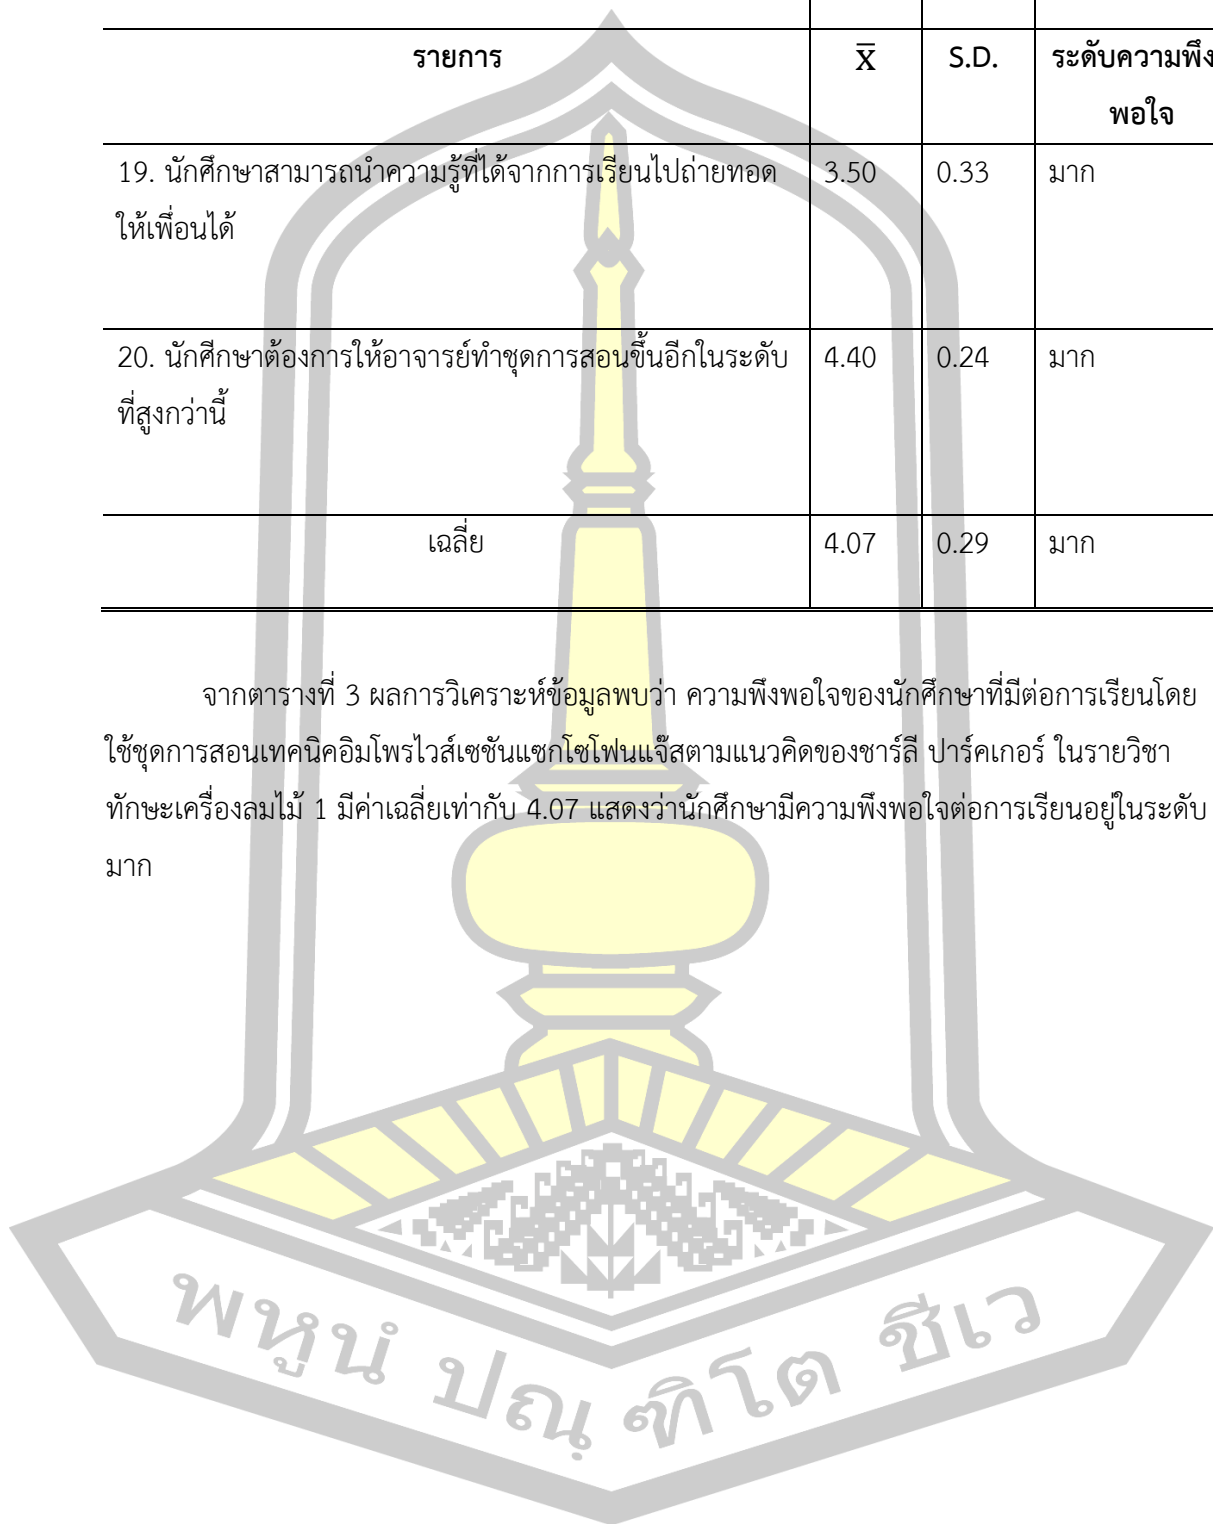 รายการ x̄ S.D. ระดับความพึง
พอใจ
19. นักศึกษาสามารถนำความรู้ที่ได้จากการเรียนไปถ่ายทอด 3.50 0.33 มาก
ให้เพื่อนได้
20. นักศึกษาต้องการให้อาจารย์ทำชุดการสอนขึ้นอีกในระดับ 4.40 0.24 มาก
ที่สูงกว่านี้
เฉลี่ย 4.07 0.29 มาก
จากตารางที่ 3 ผลการวิเคราะห์ข้อมูลพบว่า ความพึงพอใจของนักศึกษาที่มีต่อการเรียนโดย
ใช้ชุดการสอนเทคนิคอิมโพรไวส์เซชันแซกโซโฟนแจ๊สตามแนวคิดของชาร์ลี ปาร์คเกอร์ ในรายวิชา
ทักษะเครื่องลมไม้ 1 มีค่าเฉลี่ยเท่ากับ 4.07 แสดงว่านักศึกษามีความพึงพอใจต่อการเรียนอยู่ในระดับ
มาก
พหูนํ ปณฺ ฑิโต ชีเว